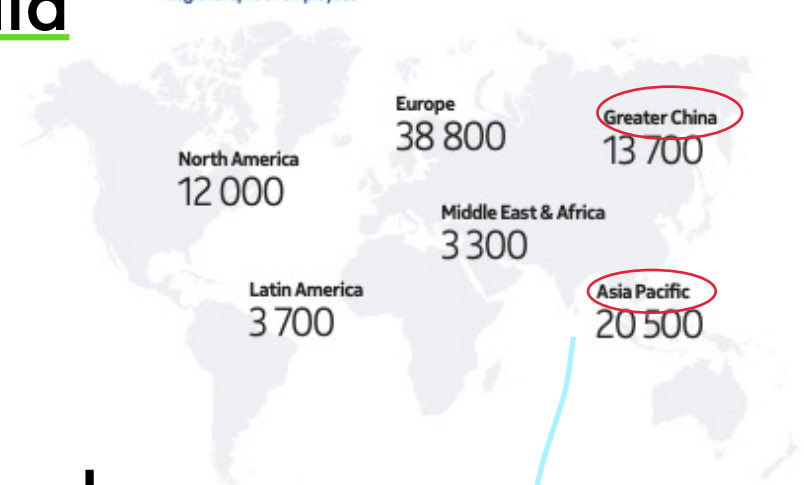 Europe
38 800
Greater China
13 700
North America
12 000
Middle East & Africa
3 300
Latin America
3 700
Asia Pacific
20 500